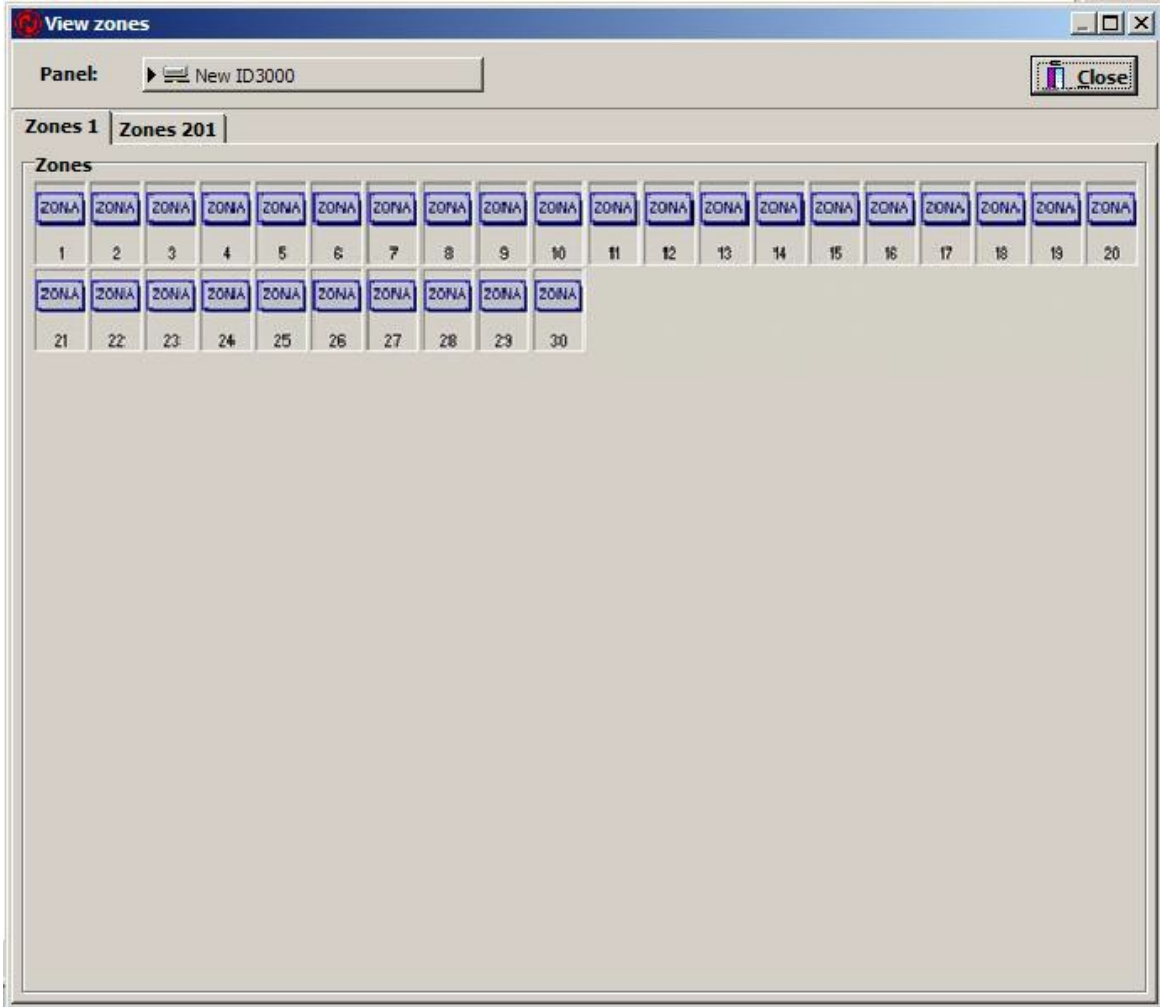 View zones
Panel: New ID3000 Close
Zones 1 Zones 201
Zones
ZONA ZONA ZONA ZONA ZONA ZONA ZONA ZONA ZONA ZONA ZONA ZONA ZONA ZONA ZONA ZONA ZONA ZONA ZONA ZONA
1 2 3 4 5 6 7 8 9 10 11 12 13 14 15 16 17 18 19 20
ZONA ZONA ZONA ZONA ZONA ZONA ZONA ZONA ZONA ZONA
21 22 23 24 25 26 27 28 29 30